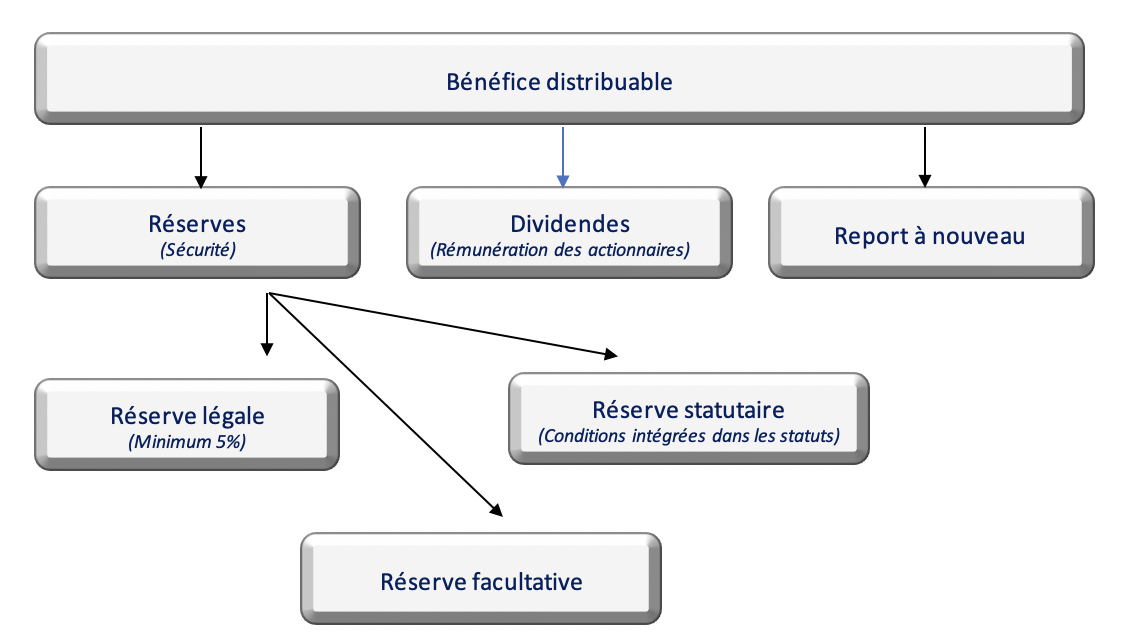 Bénéfice distribuable
Réserves
(Sécurité)
Dividendes
(Rémunération des actionnaires)
Report à nouveau
Réserve légale
(Minimum 5%)
Réserve statutaire
(Conditions intégrées dans les statuts)
Réserve facultative